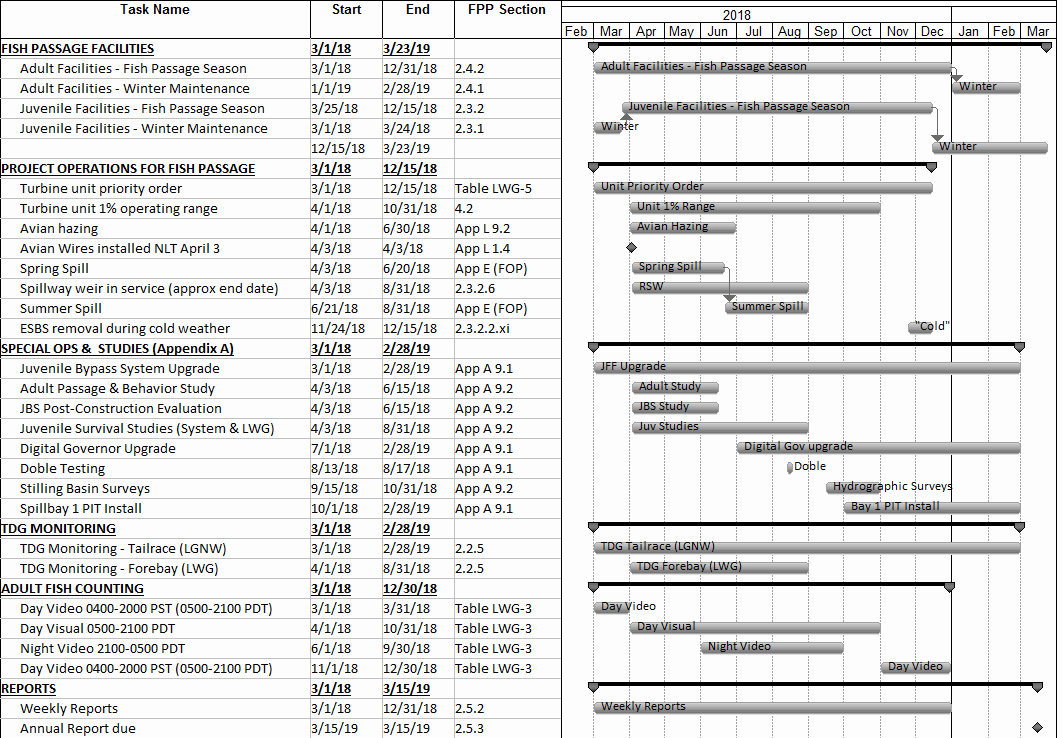 Task Name Start End FPP Section
2018
Feb Mar Apr May Jun Jul Aug Sep Oct Nov Dec Jan Feb Mar
FISH PASSAGE FACILITIES 3/1/18 3/23/19
Adult Facilities - Fish Passage Season 3/1/18 12/31/18 2.4.2 Adult Facilities - Fish Passage Season
Adult Facilities - Winter Maintenance 1/1/19 2/28/19 2.4.1 Winter
Juvenile Facilities - Fish Passage Season 3/25/18 12/15/18 2.3.2 Juvenile Facilities - Fish Passage Season
Juvenile Facilities - Winter Maintenance 3/1/18 3/24/18 2.3.1 Winter
12/15/18 3/23/19 Winter
PROJECT OPERATIONS FOR FISH PASSAGE 3/1/18 12/15/18
Turbine unit priority order 3/1/18 12/15/18 Table LWG-5 Unit Priority Order
Turbine unit 1% operating range 4/1/18 10/31/18 4.2 Unit 1% Range
Avian hazing 4/1/18 6/30/18 App L 9.2 Avian Hazing
Avian Wires installed NLT April 3 4/3/18 4/3/18 App L 1.4
Spring Spill 4/3/18 6/20/18 App E (FOP) Spring Spill
Spillway weir in service (approx end date) 4/3/18 8/31/18 2.3.2.6 RSW
Summer Spill 6/21/18 8/31/18 App E (FOP) Summer Spill
ESBS removal during cold weather 11/24/18 12/15/18 2.3.2.2.xi "Cold"
SPECIAL OPS & STUDIES (Appendix A) 3/1/18 2/28/19
Juvenile Bypass System Upgrade 3/1/18 2/28/19 App A 9.1 JFF Upgrade
Adult Passage & Behavior Study 4/3/18 6/15/18 App A 9.2 Adult Study
JBS Post-Construction Evaluation 4/3/18 6/15/18 App A 9.2 JBS Study
Juvenile Survival Studies (System & LWG) 4/3/18 8/31/18 App A 9.2 Juv Studies
Digital Governor Upgrade 7/1/18 2/28/19 App A 9.1 Digital Gov upgrade
Doble Testing 8/13/18 8/17/18 App A 9.1 Doble
Stilling Basin Surveys 9/15/18 10/31/18 App A 9.2 Hydrographic Surveys
Spillbay 1 PIT Install 10/1/18 2/28/19 App A 9.1 Bay 1 PIT Install
TDG MONITORING 3/1/18 2/28/19
TDG Monitoring - Tailrace (LGNW) 3/1/18 2/28/19 2.2.5 TDG Tailrace (LGNW)
TDG Monitoring - Forebay (LWG) 4/1/18 8/31/18 2.2.5 TDG Forebay (LWG)
ADULT FISH COUNTING 3/1/18 12/30/18
Day Video 0400-2000 PST (0500-2100 PDT) 3/1/18 3/31/18 Table LWG-3 Day Video
Day Visual 0500-2100 PDT 4/1/18 10/31/18 Table LWG-3 Day Visual
Night Video 2100-0500 PDT 6/1/18 9/30/18 Table LWG-3 Night Video
Day Video 0400-2000 PST (0500-2100 PDT) 11/1/18 12/30/18 Table LWG-3 Day Video
REPORTS 3/1/18 3/15/19
Weekly Reports 3/1/18 12/31/18 2.5.2 Weekly Reports
Annual Report due 3/15/19 3/15/19 2.5.3